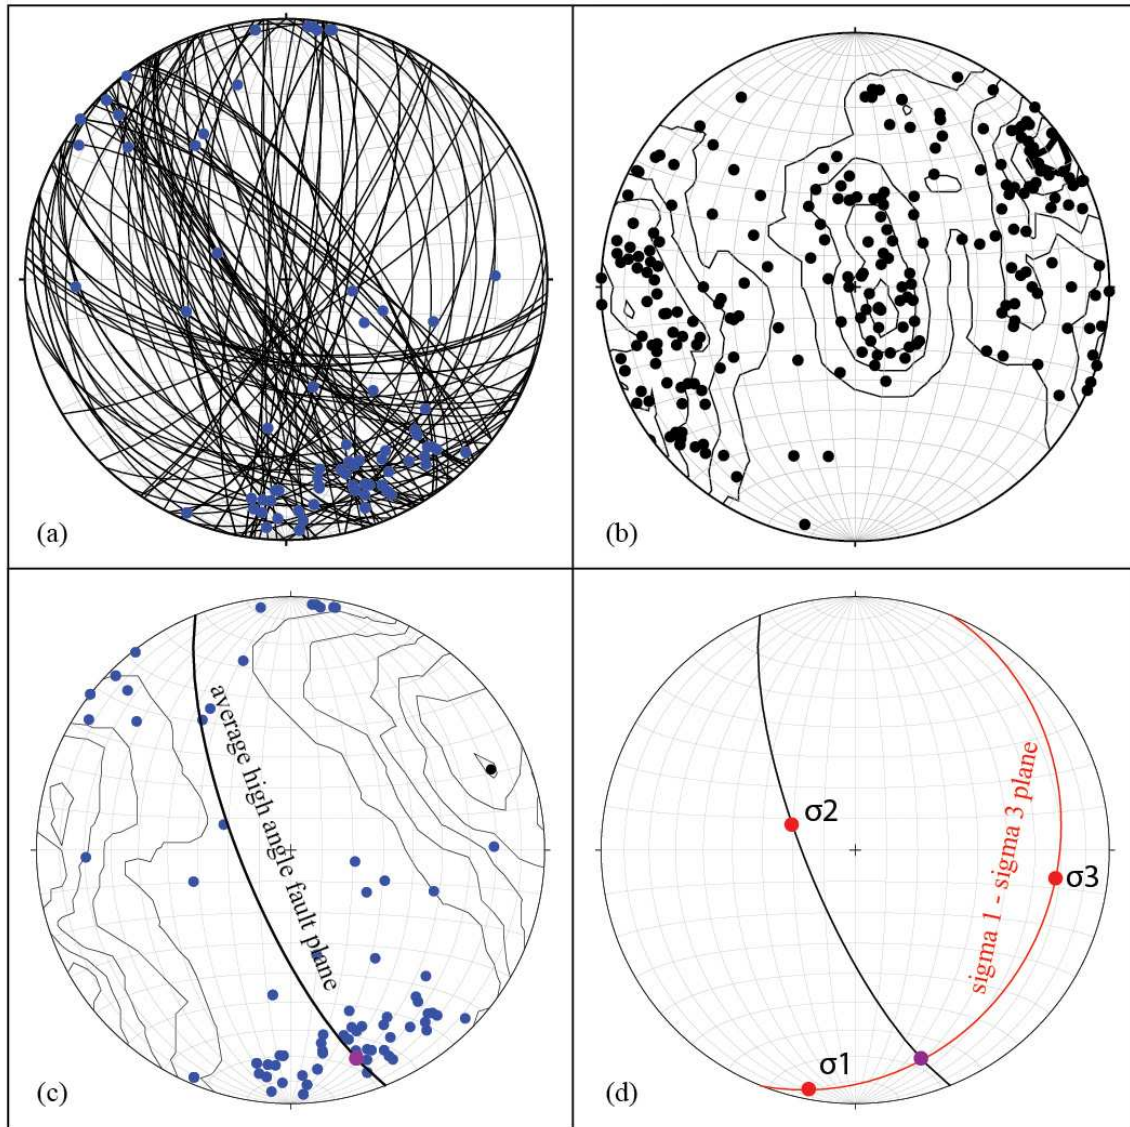 (a)
(b)
average high angle fault plane
(c)
σ2
σ3
sigma 1 - sigma 3 plane
σ1
(d)